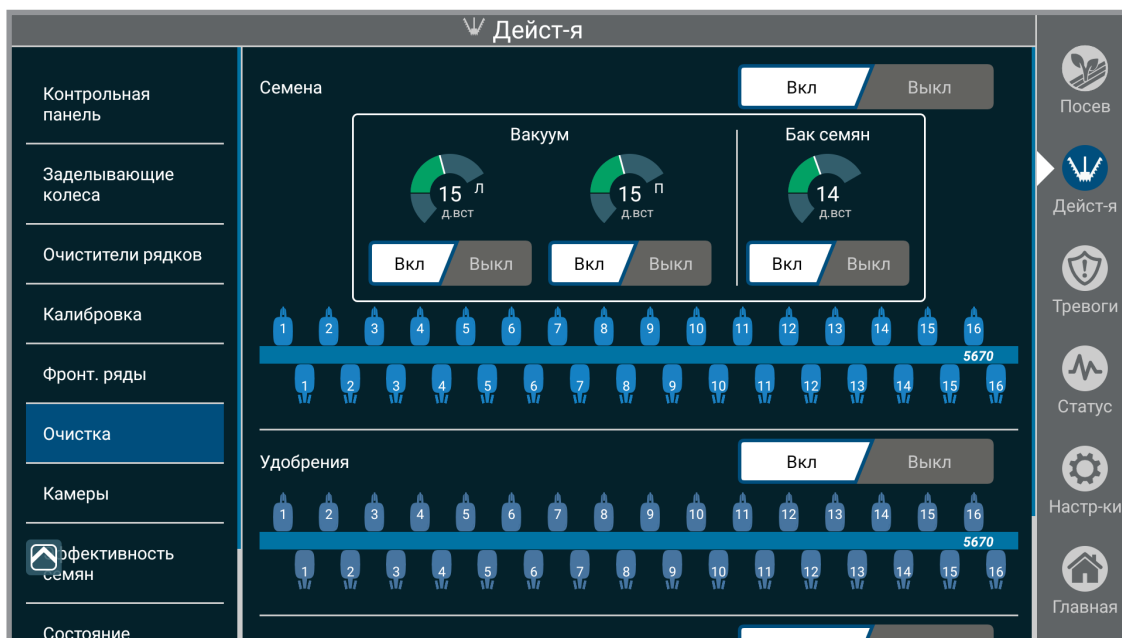 Дейст-я
Контрольная
панель
Заделывающие
колеса
Очистители рядков
Калибровка
Фронт. ряды
Очистка
Камеры
ффективность
семян
Состояние
Семена
Вкл Выкл
Вакуум
Бак семян
15 Л
д.вст
15 П
д.вст
14
д.вст
Вкл Выкл
Вкл Выкл
Вкл Выкл
1 2 3 4 5 6 7 8 9 10 11 12 13 14 15 16
5670
1 2 3 4 5 6 7 8 9 10 11 12 13 14 15 16
Удобрения
Вкл Выкл
1 2 3 4 5 6 7 8 9 10 11 12 13 14 15 16
5670
1 2 3 4 5 6 7 8 9 10 11 12 13 14 15 16
Посев
Дейст-я
Тревоги
Статус
Настр-ки
Главная